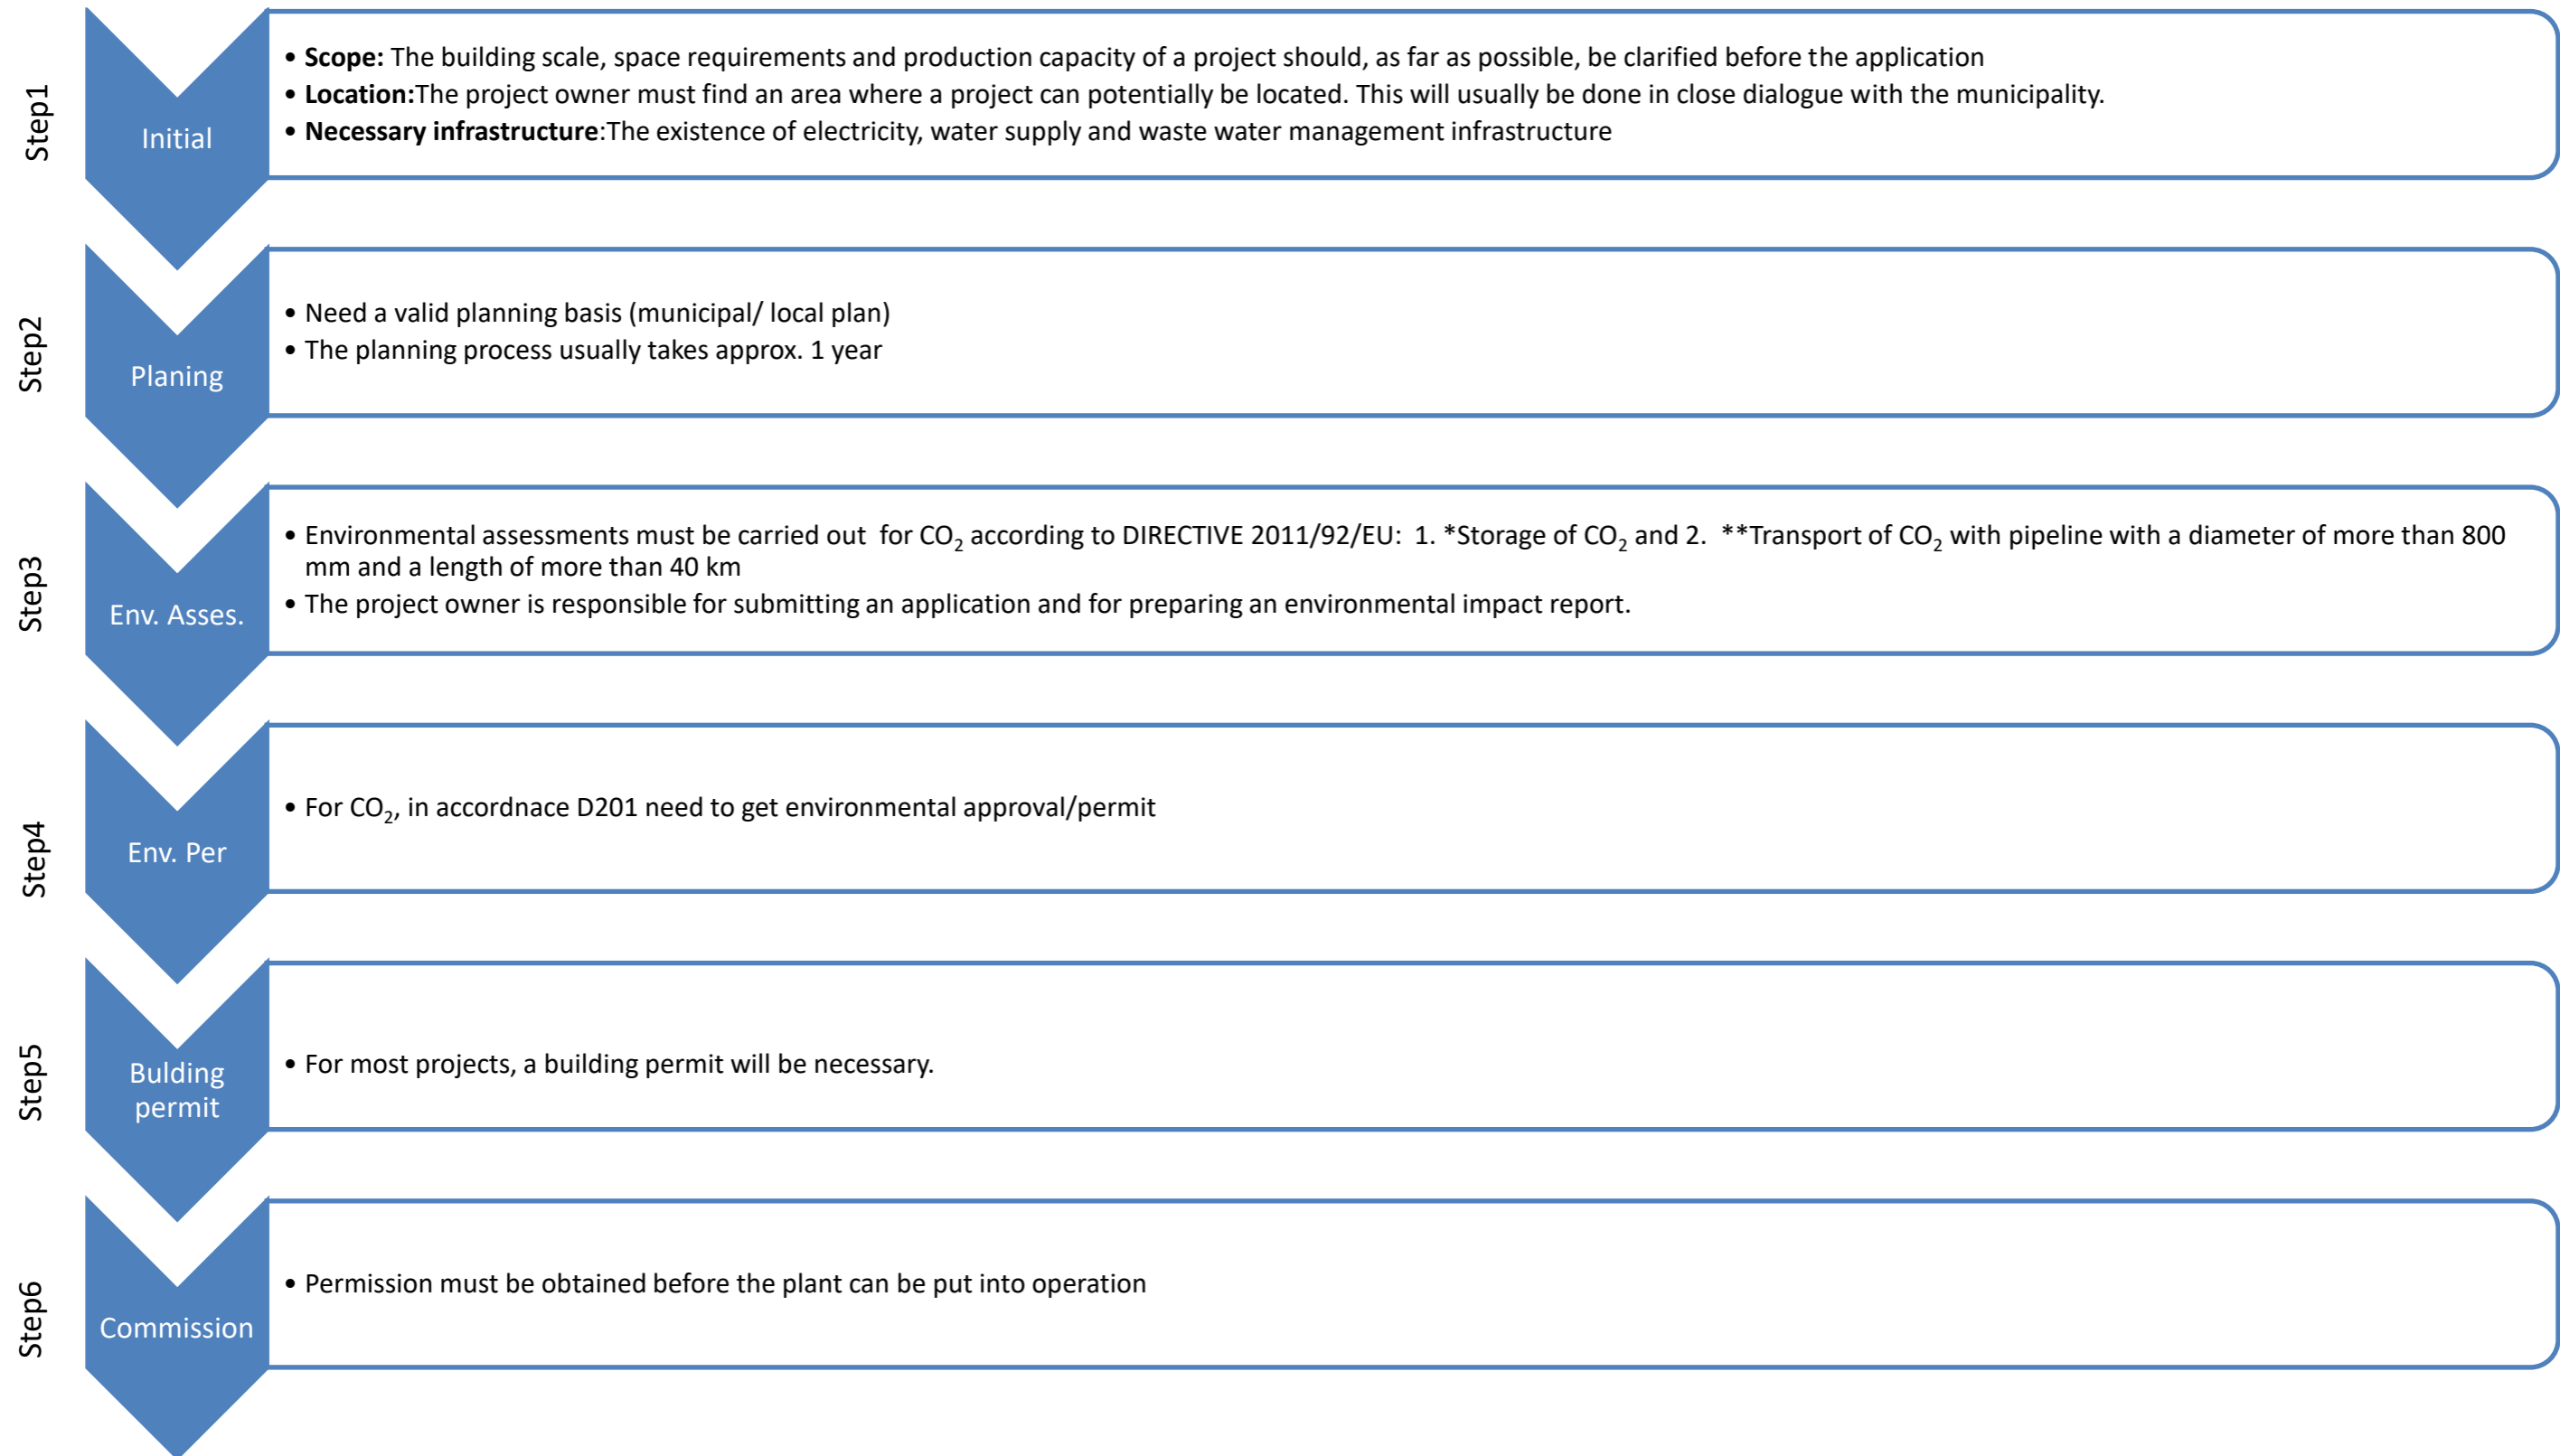 Step1
Initial
• Scope: The building scale, space requirements and production capacity of a project should, as far as possible, be clarified before the application
• Location:The project owner must find an area where a project can potentially be located. This will usually be done in close dialogue with the municipality.
• Necessary infrastructure:The existence of electricity, water supply and waste water management infrastructure
Step2
Planing
• Need a valid planning basis (municipal/ local plan)
• The planning process usually takes approx. 1 year
Step3
Env. Asses.
• Environmental assessments must be carried out  for CO₂ according to DIRECTIVE 2011/92/EU:  1. *Storage of CO₂ and 2.  **Transport of CO₂ with pipeline with a diameter of more than 800
mm and a length of more than 40 km
• The project owner is responsible for submitting an application and for preparing an environmental impact report.
Step4
Env. Per
• For CO₂, in accordnace D201 need to get environmental approval/permit
Step5
Bulding
permit
• For most projects, a building permit will be necessary.
Step6
Commission
• Permission must be obtained before the plant can be put into operation